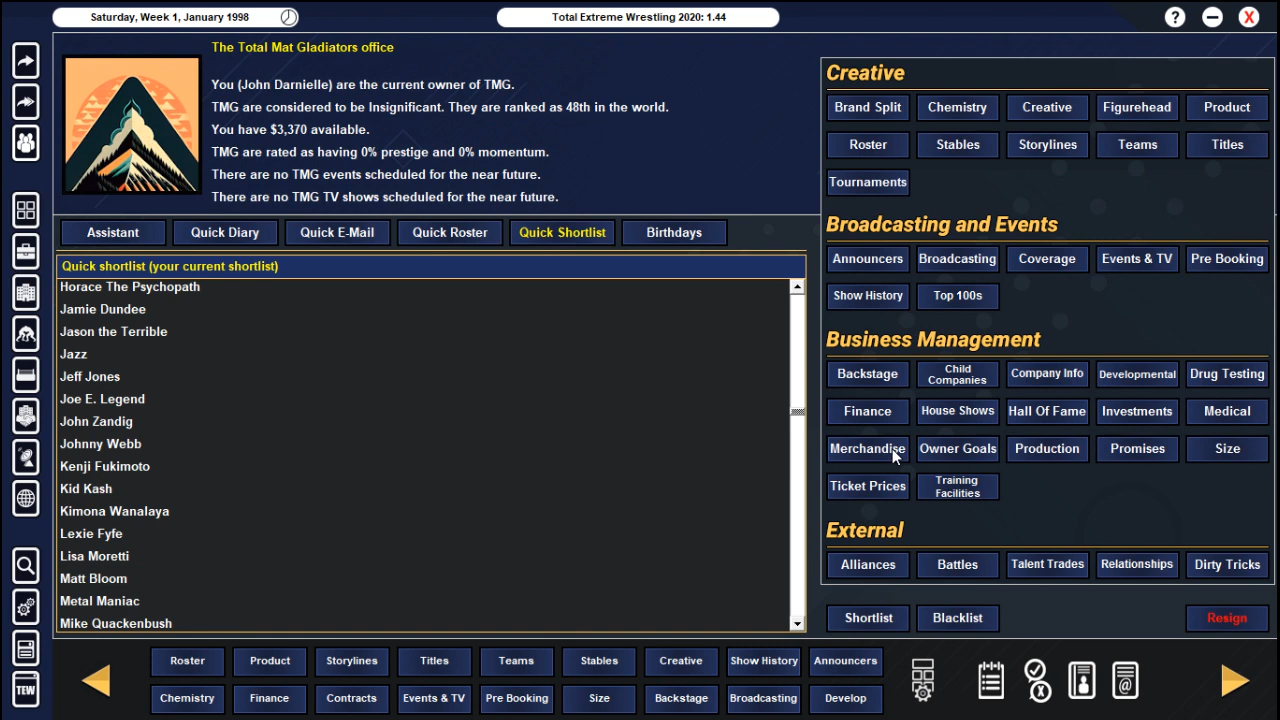 Saturday, Week 1, January 1998
Total Extreme Wrestling 2020: 1.44
?
X
The Total Mat Gladiators office
You (John Darnielle) are the current owner of TMG.
TMG are considered to be Insignificant. They are ranked as 48th in the world.
You have $3,370 available.
TMG are rated as having 0% prestige and 0% momentum.
There are no TMG events scheduled for the near future.
There are no TMG TV shows scheduled for the near future.
Assistant
Quick Diary
Quick E-Mail
Quick Roster
Quick Shortlist
Birthdays
Quick shortlist (your current shortlist)
Horace The Psychopath
Jamie Dundee
Jason the Terrible
Jazz
Jeff Jones
Joe E. Legend
John Zandig
Johnny Webb
Kenji Fukimoto
Kid Kash
Kimona Wanalaya
Lexie Fyfe
Lisa Moretti
Matt Bloom
Metal Maniac
Mike Quackenbush
Creative
Brand Split
Chemistry
Creative
Figurehead
Product
Roster
Stables
Storylines
Teams
Titles
Tournaments
Broadcasting and Events
Announcers
Broadcasting
Coverage
Events & TV
Pre Booking
Show History
Top 100s
Business Management
Backstage
Child
Companies
Company Info
Developmental
Drug Testing
Finance
House Shows
Hall Of Fame
Investments
Medical
Merchandise
Owner Goals
Production
Promises
Size
Ticket Prices
Training
Facilities
External
Alliances
Battles
Talent Trades
Relationships
Dirty Tricks
Shortlist
Blacklist
Resign
TEW
Roster
Product
Storylines
Titles
Teams
Stables
Creative
Show History
Announcers
Chemistry
Finance
Contracts
Events & TV
Pre Booking
Size
Backstage
Broadcasting
Develop